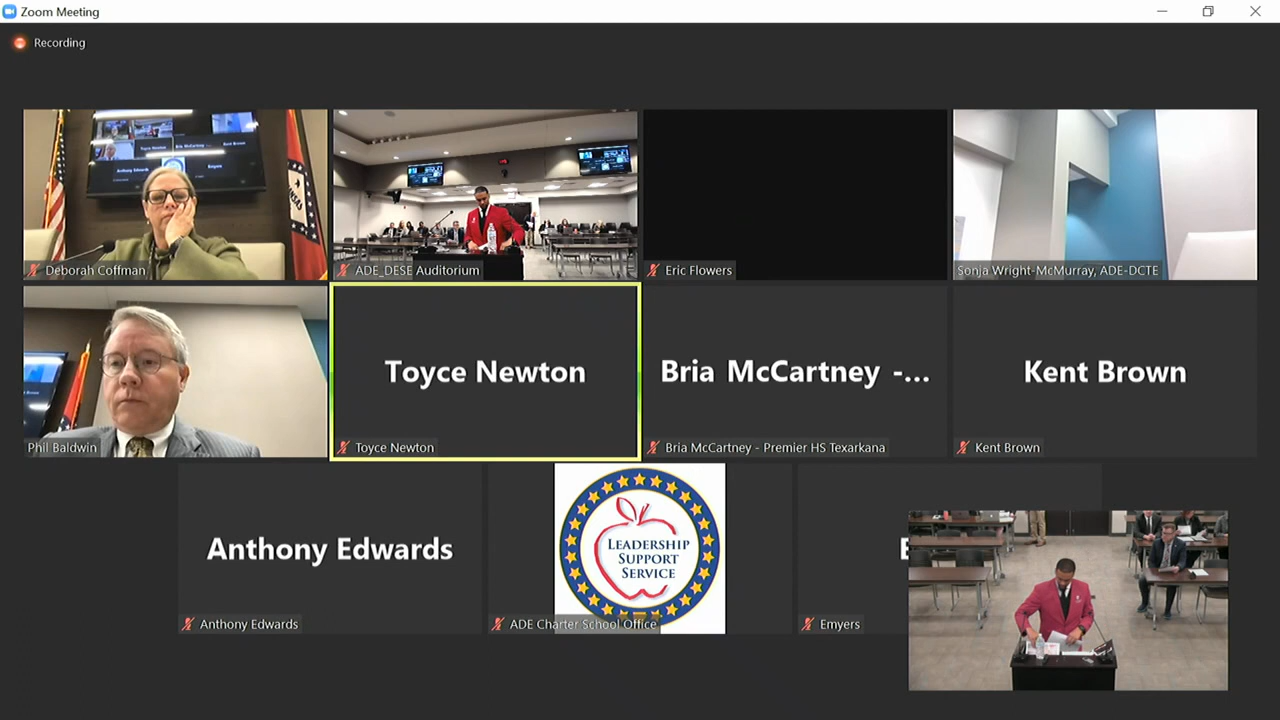 Zoom Meeting
Recording
Deborah Coffman
ADE_DESE Auditorium
Eric Flowers
Sonja Wright-McMurray, ADE-DCTE
Phil Baldwin
Toyce Newton
Toyce Newton
Bria McCartney -...
Bria McCartney - Premier HS Texarkana
Kent Brown
Kent Brown
Anthony Edwards
Anthony Edwards
LEADERSHIP
SUPPORT
SERVICE
ADE Charter School Office
E
Emyers